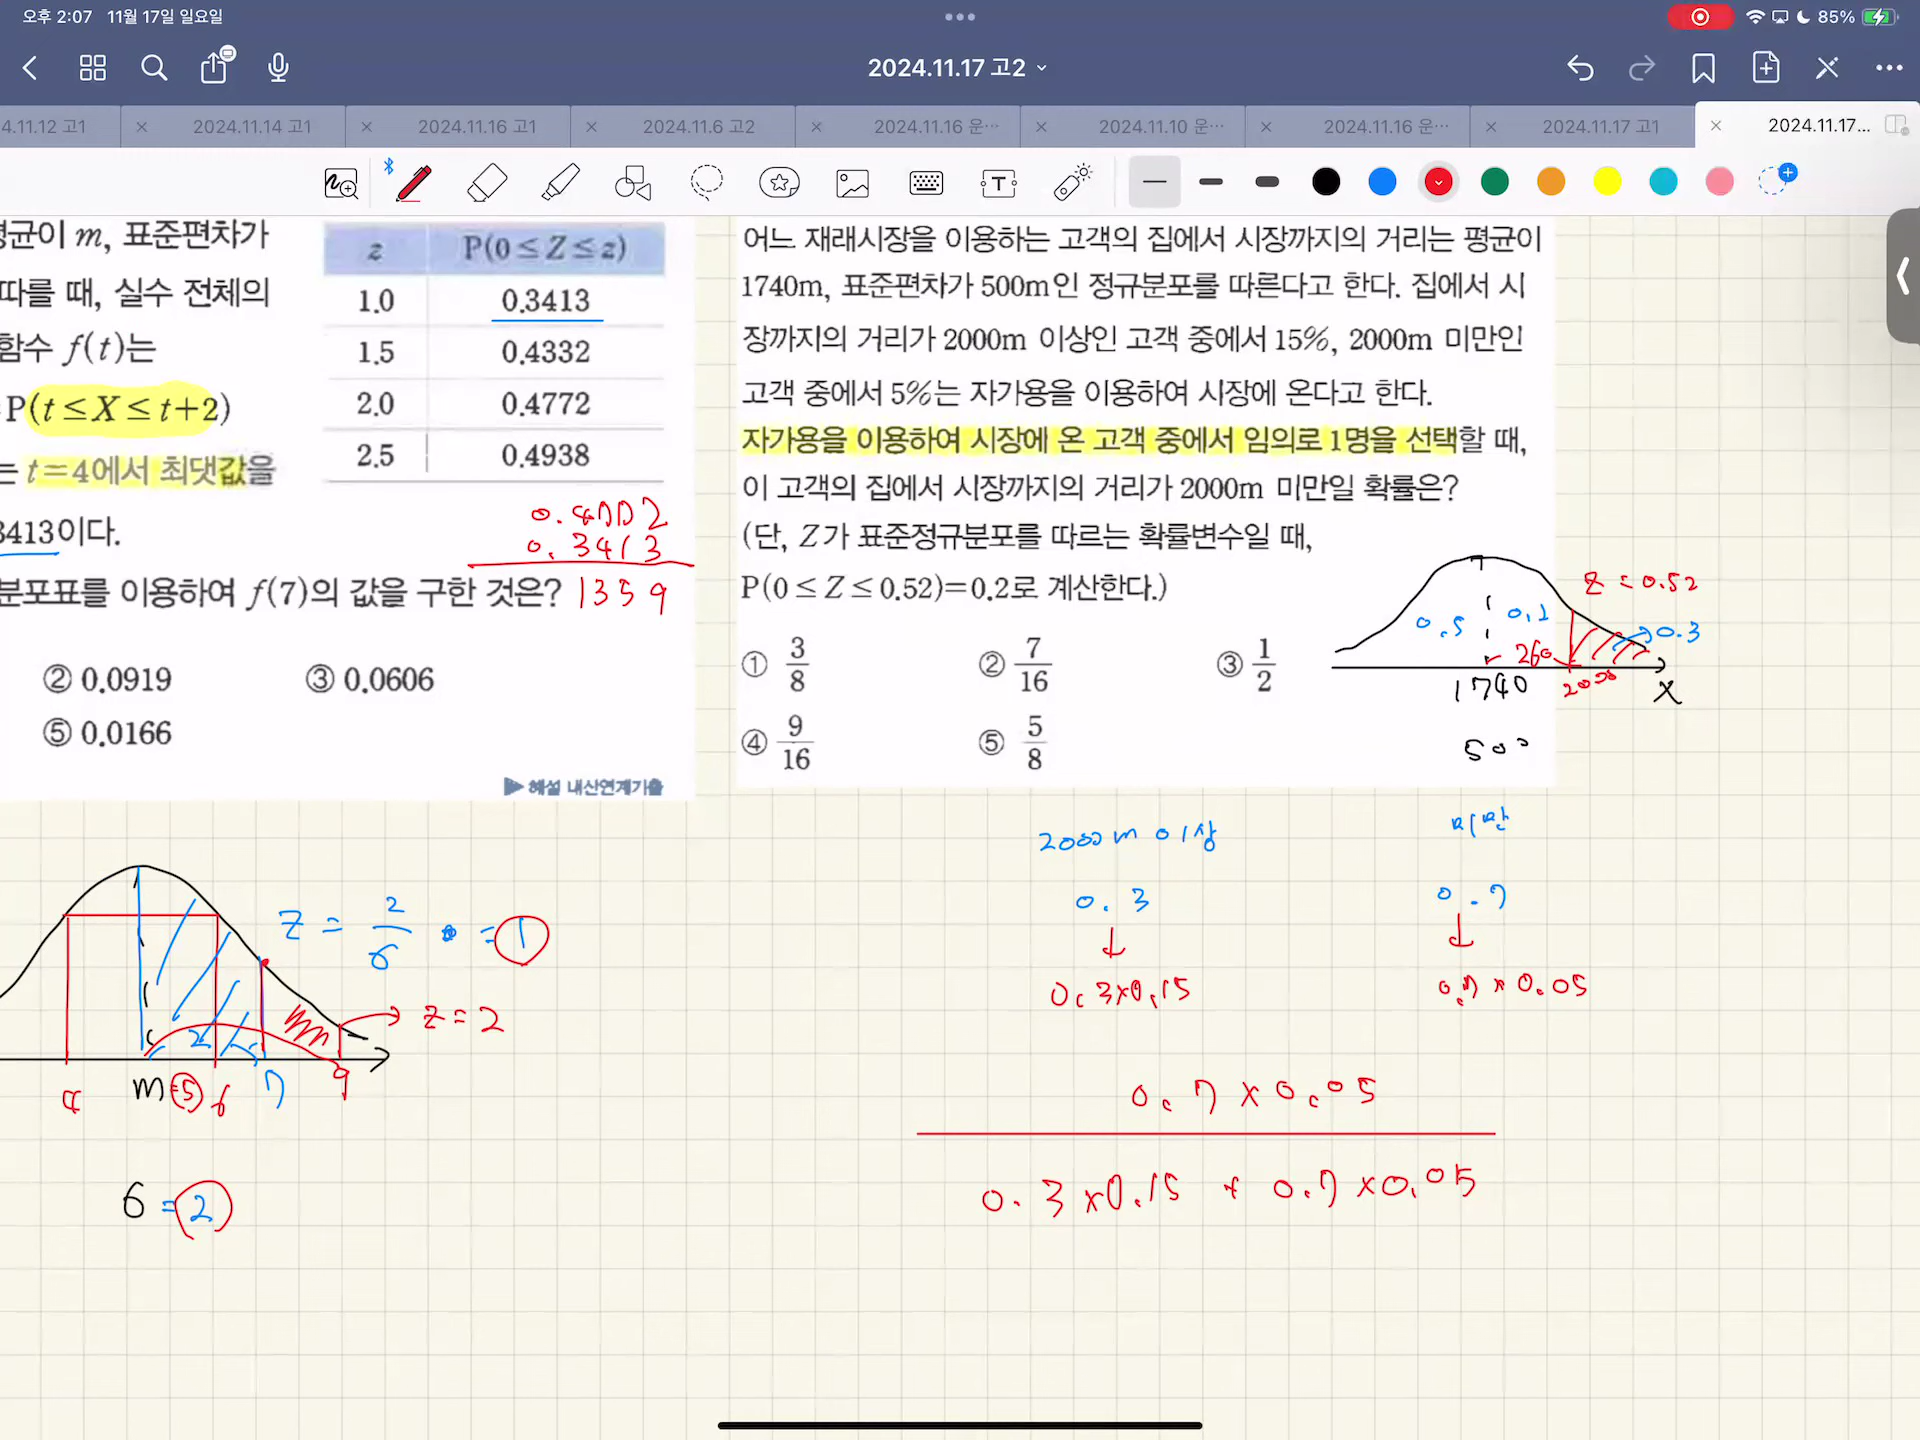 오후 2:07 11월 17일 일요일
85%
2024.11.17 고2
4.11.12 고1
2024.11.14 고1
2024.11.16 고1
2024.11.6 고2
2024.11.16 운…
2024.11.10 운…
2024.11.16 운…
2024.11.17 고1
2024.11.17...
평균이 m, 표준편차가
따를 때, 실수 전체의
함수 f(t)는
P(t≤X≤t+2)
는 t=4에서 최댓값을
3413이다.
분포표를 이용하여 f(7)의 값을 구한 것은?
z P(0≤Z≤z)
1.0 0.3413
1.5 0.4332
2.0 0.4772
2.5 0.4938
0.4772
0.3413
1359
② 0.0919 ③ 0.0606
⑤ 0.0166
▶ 해설 내신연계기출
Z = 2/σ = 1
z = 2
2
4 m =5 6 7 9
σ = 2
어느 재래시장을 이용하는 고객의 집에서 시장까지의 거리는 평균이
1740m, 표준편차가 500m인 정규분포를 따른다고 한다. 집에서 시
장까지의 거리가 2000m 이상인 고객 중에서 15%, 2000m 미만인
고객 중에서 5%는 자가용을 이용하여 시장에 온다고 한다.
자가용을 이용하여 시장에 온 고객 중에서 임의로 1명을 선택할 때,
이 고객의 집에서 시장까지의 거리가 2000m 미만일 확률은?
(단, Z가 표준정규분포를 따르는 확률변수일 때,
P(0≤Z≤0.52)=0.2로 계산한다.)
① 3/8 ② 7/16 ③ 1/2
④ 9/16 ⑤ 5/8
z = 0.52
0.5 0.2 0.3
260
1740 2000 X
500
2000m 이상 미만
0.3 0.7
0.3×0.15 0.7×0.05
0.7×0.05
0.3×0.15 + 0.7×0.05